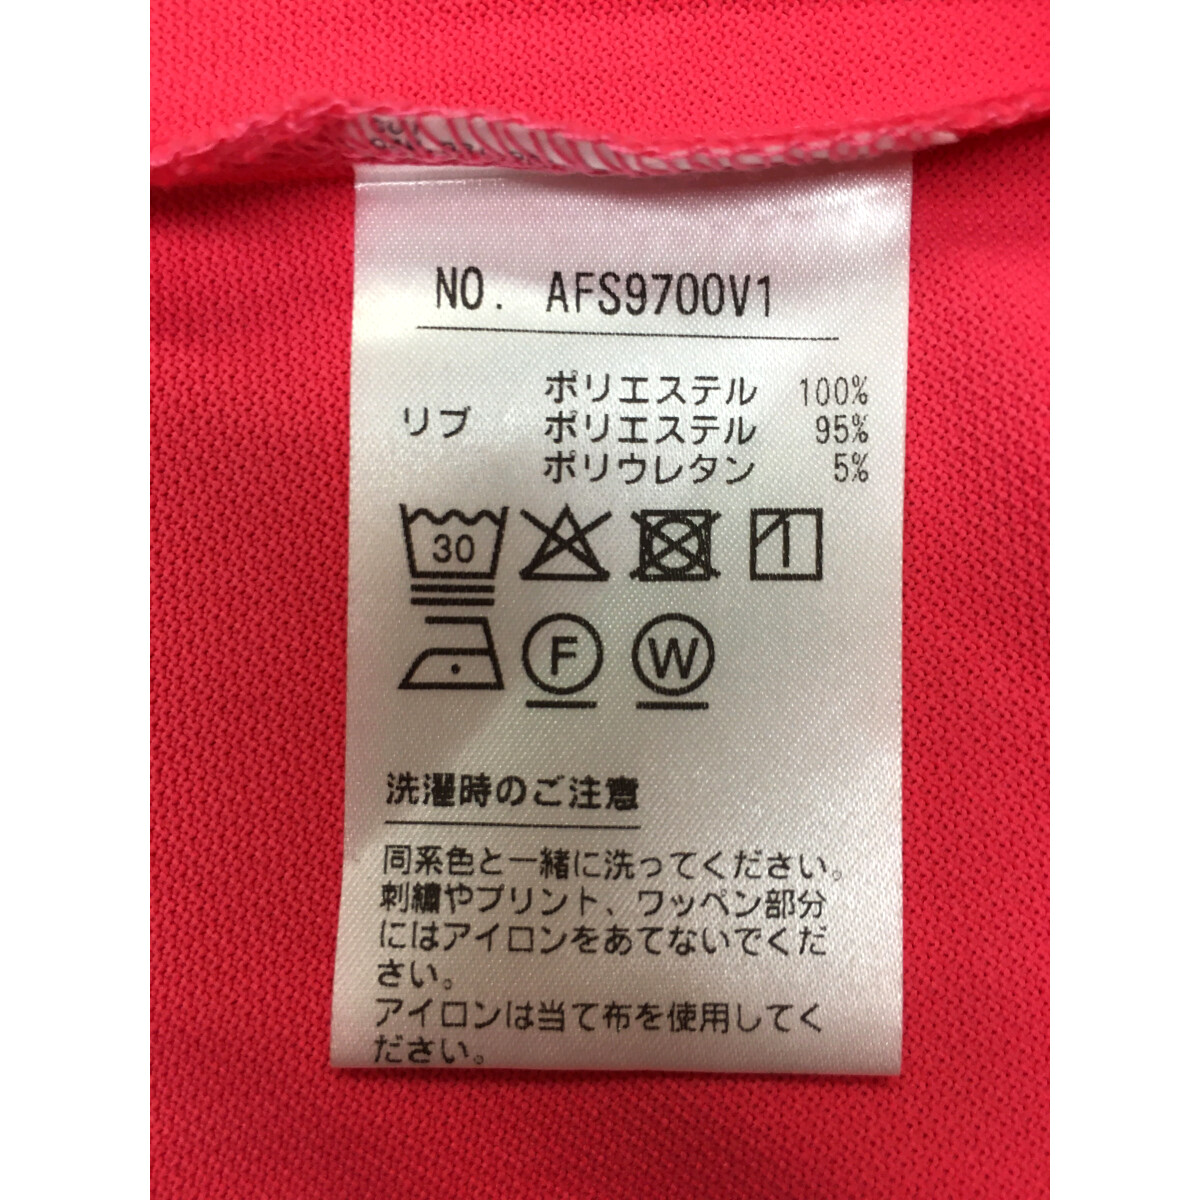 NO. AFS9700V1
ポリエステル 100%
リブ ポリエステル 95%
ポリウレタン 5%
30
F W
洗濯時のご注意
同系色と一緒に洗ってください。
刺繍やプリント、ワッペン部分
にはアイロンをあてないでくだ
さい。
アイロンは当て布を使用してく
ださい。